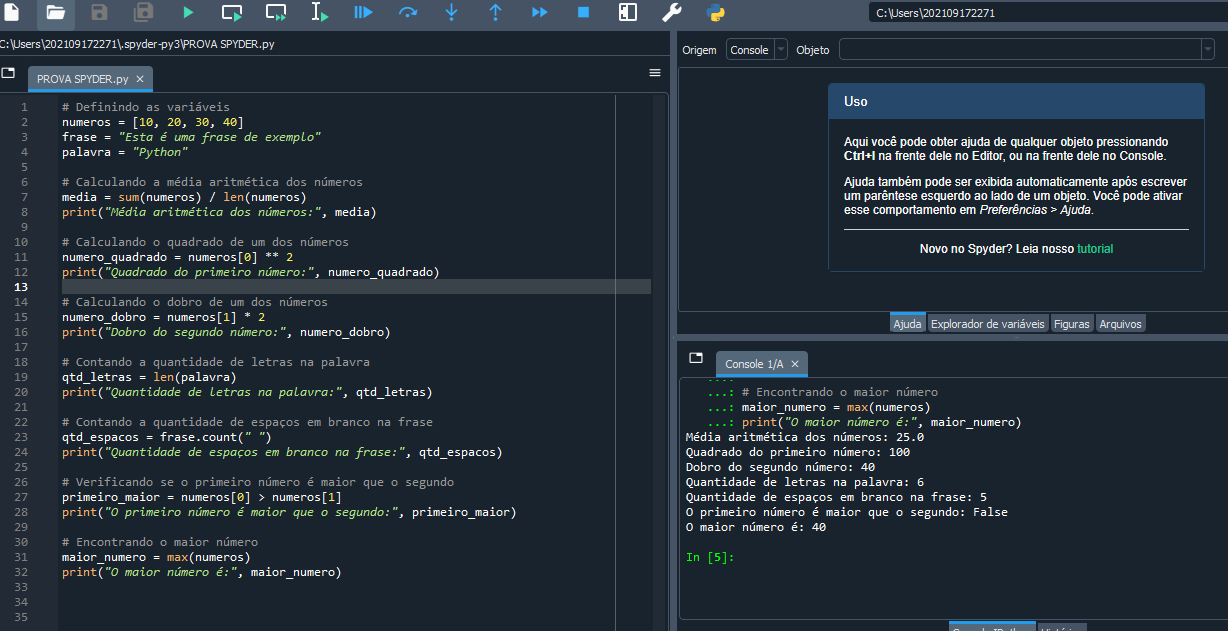 C:\Users\202109172271
C:\Users\202109172271\.spyder-py3\PROVA SPYDER.py
PROVA SPYDER.py
1 # Definindo as variáveis
2 numeros = [10, 20, 30, 40]
3 frase = "Esta é uma frase de exemplo"
4 palavra = "Python"
5
6 # Calculando a média aritmética dos números
7 media = sum(numeros) / len(numeros)
8 print("Média aritmética dos números:", media)
9
10 # Calculando o quadrado de um dos números
11 numero_quadrado = numeros[0] ** 2
12 print("Quadrado do primeiro número:", numero_quadrado)
13
14 # Calculando o dobro de um dos números
15 numero_dobro = numeros[1] * 2
16 print("Dobro do segundo número:", numero_dobro)
17
18 # Contando a quantidade de letras na palavra
19 qtd_letras = len(palavra)
20 print("Quantidade de letras na palavra:", qtd_letras)
21
22 # Contando a quantidade de espaços em branco na frase
23 qtd_espacos = frase.count(" ")
24 print("Quantidade de espaços em branco na frase:", qtd_espacos)
25
26 # Verificando se o primeiro número é maior que o segundo
27 primeiro_maior = numeros[0] > numeros[1]
28 print("O primeiro número é maior que o segundo:", primeiro_maior)
29
30 # Encontrando o maior número
31 maior_numero = max(numeros)
32 print("O maior número é:", maior_numero)
33
34
35
Origem Console Objeto
Uso
Aqui você pode obter ajuda de qualquer objeto pressionando
Ctrl+I na frente dele no Editor, ou na frente dele no Console.
Ajuda também pode ser exibida automaticamente após escrever
um parêntese esquerdo ao lado de um objeto. Você pode ativar
esse comportamento em Preferências > Ajuda.
Novo no Spyder? Leia nosso tutorial
Ajuda Explorador de variáveis Figuras Arquivos
Console 1/A
...: # Encontrando o maior número
...: maior_numero = max(numeros)
...: print("O maior número é:", maior_numero)
Média aritmética dos números: 25.0
Quadrado do primeiro número: 100
Dobro do segundo número: 40
Quantidade de letras na palavra: 6
Quantidade de espaços em branco na frase: 5
O primeiro número é maior que o segundo: False
O maior número é: 40
In [5]: